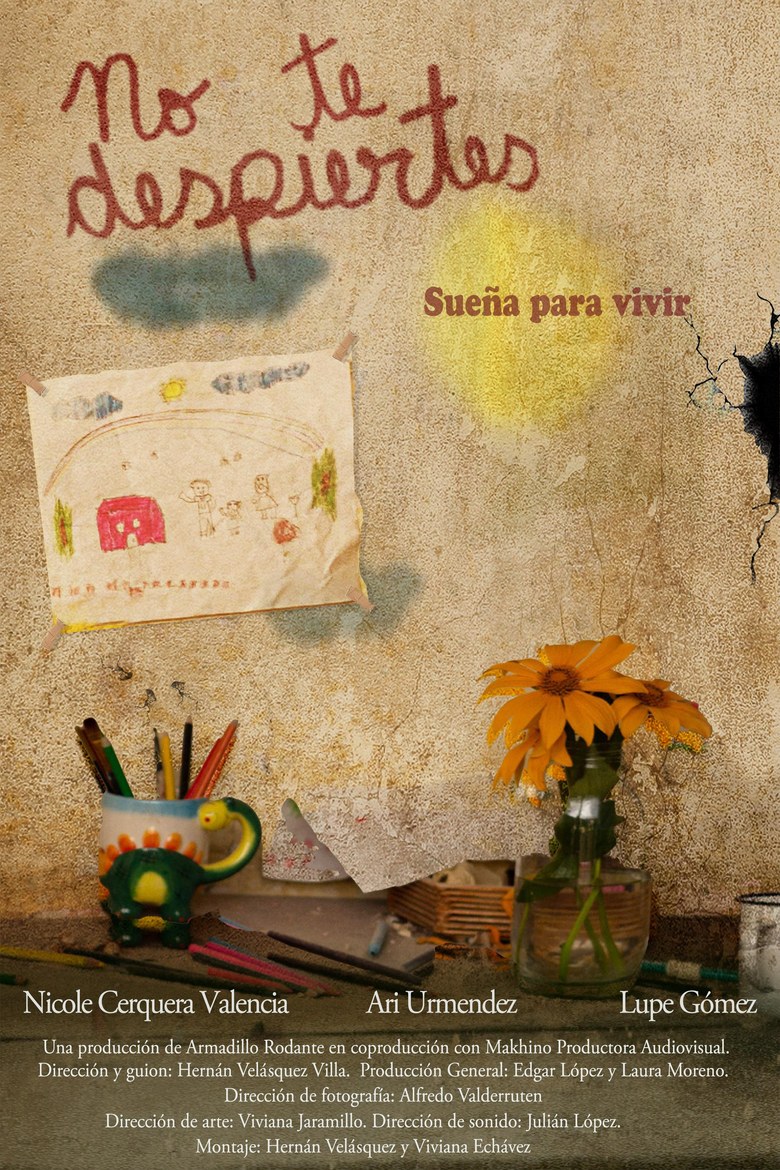 No te
despiertes
Sueña para vivir
Nicole Cerquera Valencia Ari Urmendez Lupe Gómez
Una producción de Armadillo Rodante en coproducción con Makhino Productora Audiovisual.
Dirección y guion: Hernán Velásquez Villa. Producción General: Edgar López y Laura Moreno.
Dirección de fotografía: Alfredo Valderruten
Dirección de arte: Viviana Jaramillo. Dirección de sonido: Julián López.
Montaje: Hernán Velásquez y Viviana Echávez